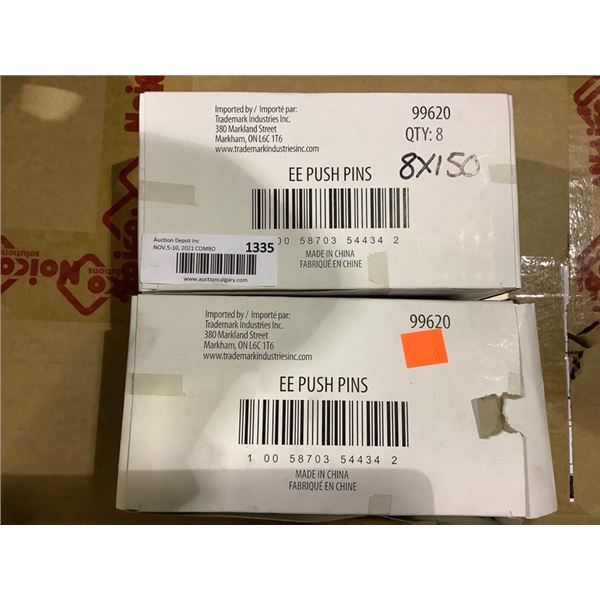 Imported by / Importé par:
Trademark Industries Inc.
380 Markland Street
Markham, ON L6C 1T6
www.trademarkindustriesinc.com
99620
QTY: 8
8X150
EE PUSH PINS
00 58703 54434 2
MADE IN CHINA
FABRIQUÉ EN CHINE
Auction Depot Inc
NOV.5-10, 2021 COMBO
1335
www.auctioncalgary.com
Imported by / Importé par:
Trademark Industries Inc.
380 Markland Street
Markham, ON L6C 1T6
www.trademarkindustriesinc.com
99620
EE PUSH PINS
1 00 58703 54434 2
MADE IN CHINA
FABRIQUÉ EN CHINE
Noico
solutions